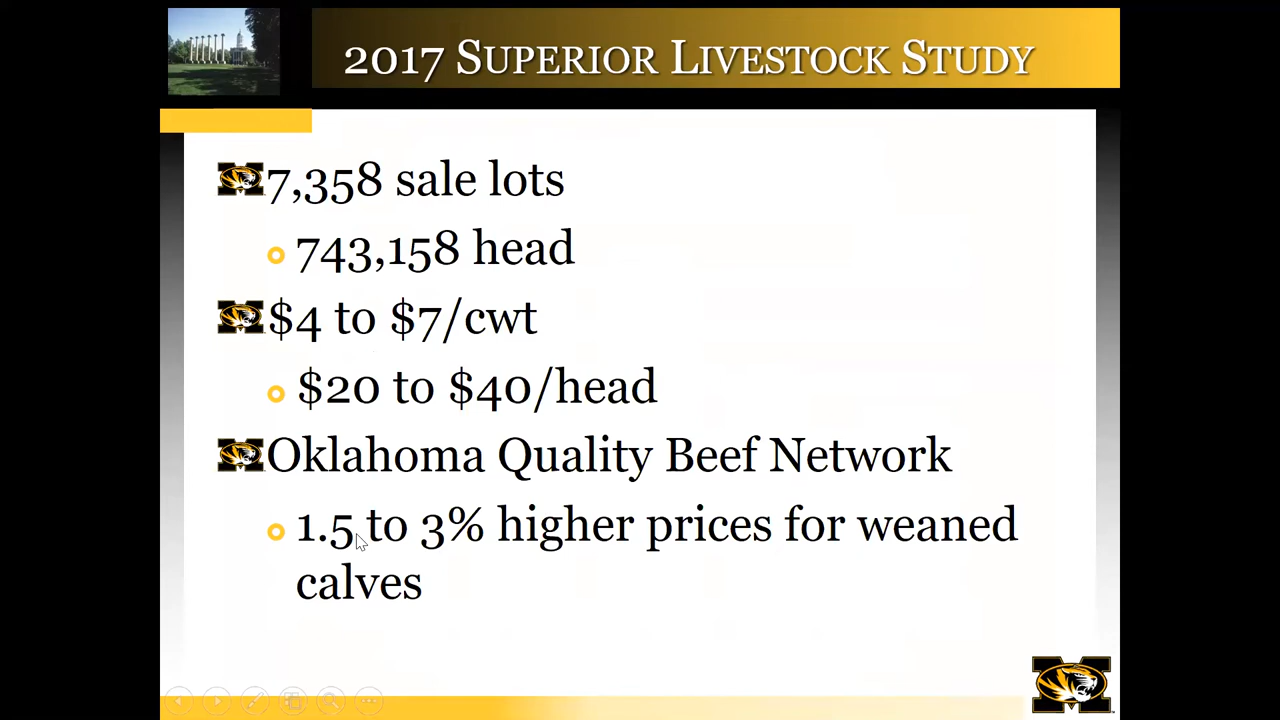 2017 SUPERIOR LIVESTOCK STUDY
7,358 sale lots
743,158 head
$4 to $7/cwt
$20 to $40/head
Oklahoma Quality Beef Network
1.5 to 3% higher prices for weaned
calves